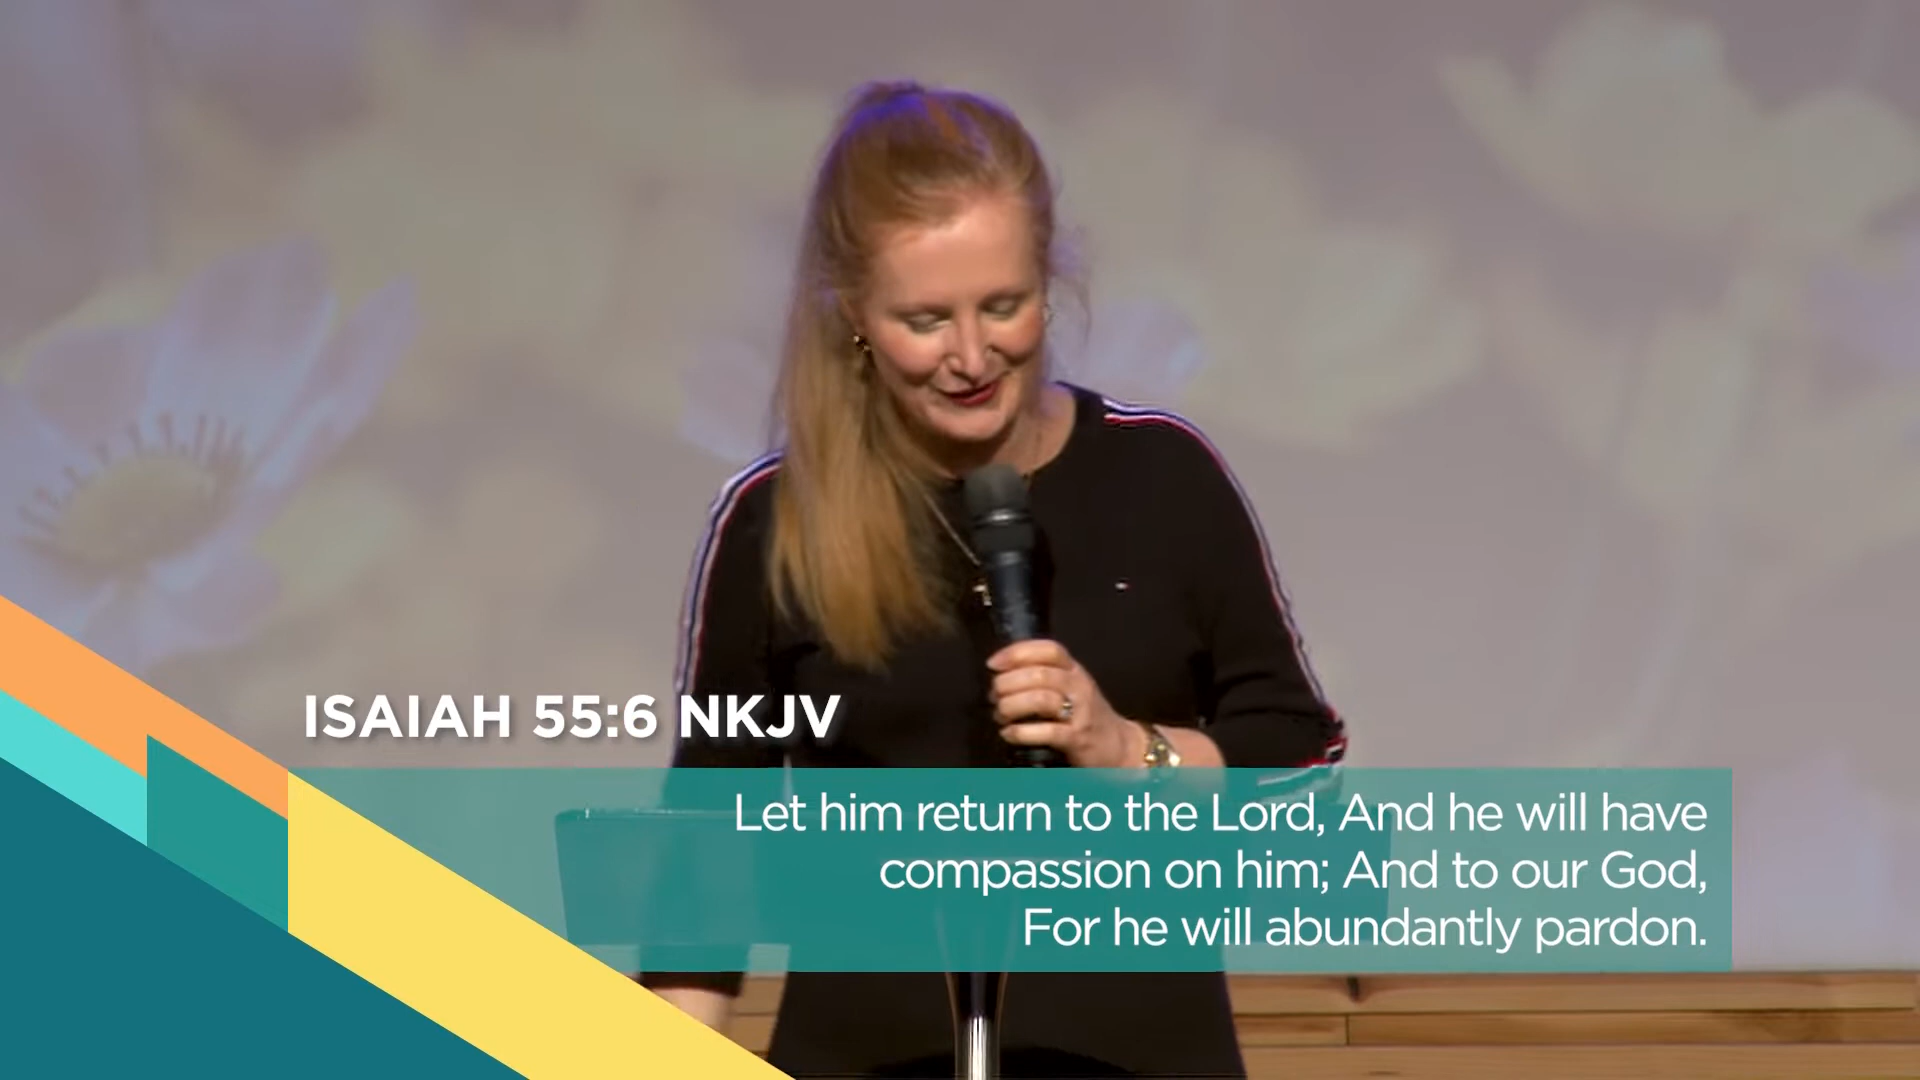 ISAIAH 55:6 NKJV
Let him return to the Lord, And he will have
compassion on him; And to our God,
For he will abundantly pardon.